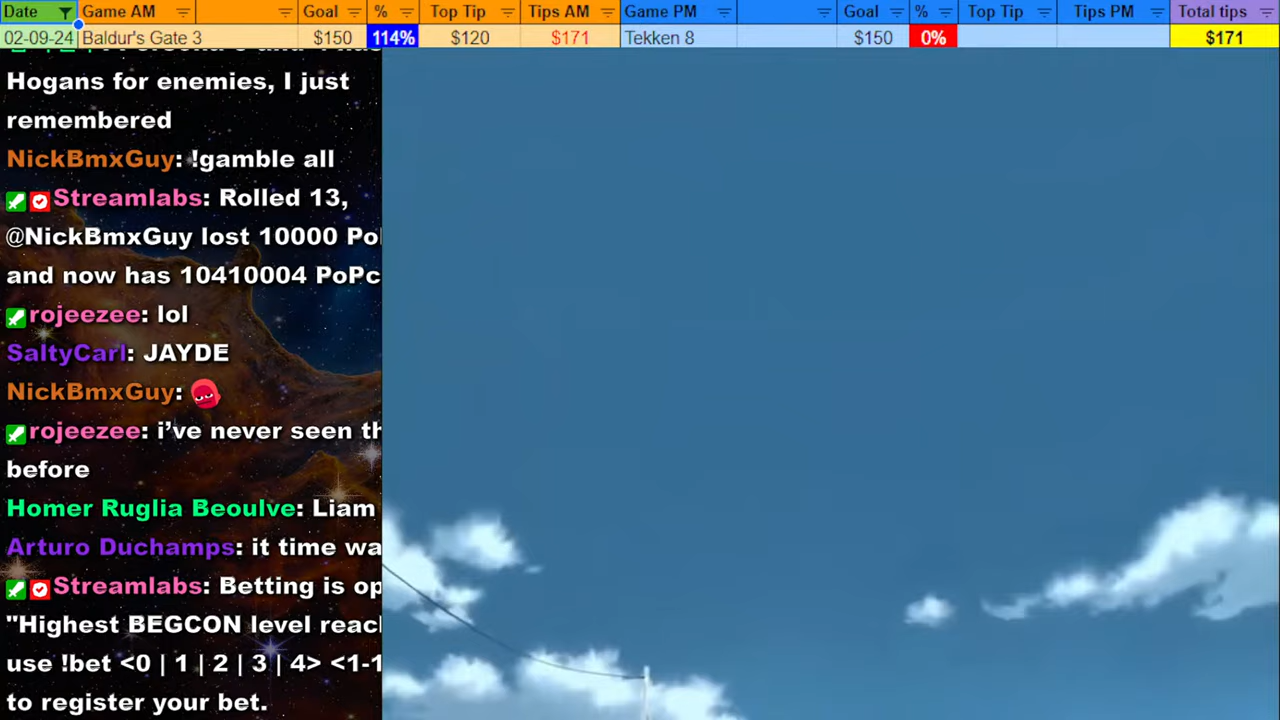 Date Game AM Goal % Top Tip Tips AM Game PM Goal % Top Tip Tips PM Total tips
02-09-24 Baldur's Gate 3 $150 114% $120 $171 Tekken 8 $150 0% $171
Hogans for enemies, I just
remembered
NickBmxGuy: !gamble all
Streamlabs: Rolled 13,
@NickBmxGuy lost 10000
and now has 10410004
rojeezee: lol
SaltyCarl: JAYDE
NickBmxGuy:
rojeezee: i’ve never seen
before
Homer Ruglia Beoulve: Liam
Arturo Duchamps: it time
Streamlabs: Betting is
"Highest BEGCON level
use !bet <0 | 1 | 2 | 3 | 4>
to register your bet.